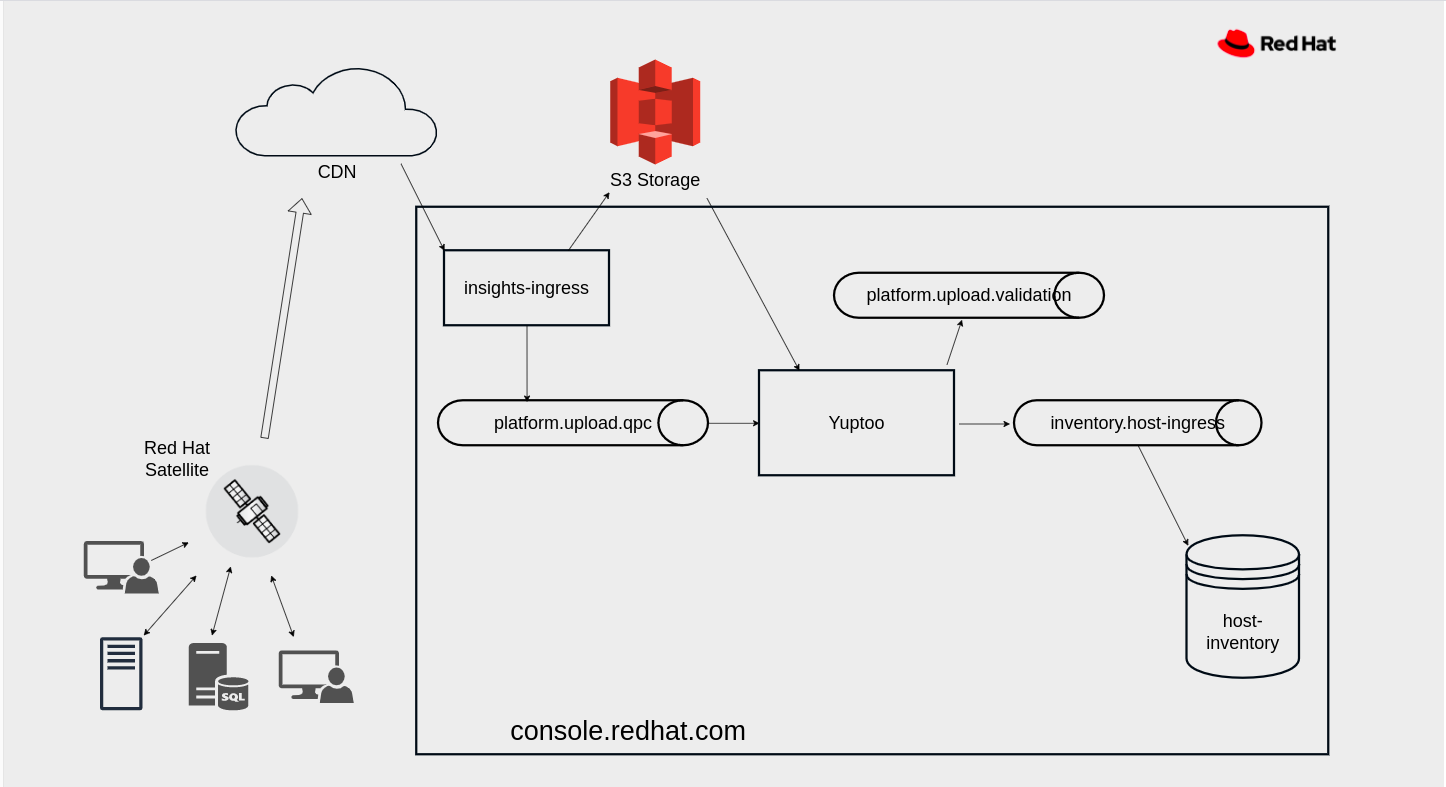 Red Hat
CDN
S3 Storage
insights-ingress
platform.upload.validation
platform.upload.qpc
Yuptoo
inventory.host-ingress
Red Hat
Satellite
SQL
host-
inventory
console.redhat.com